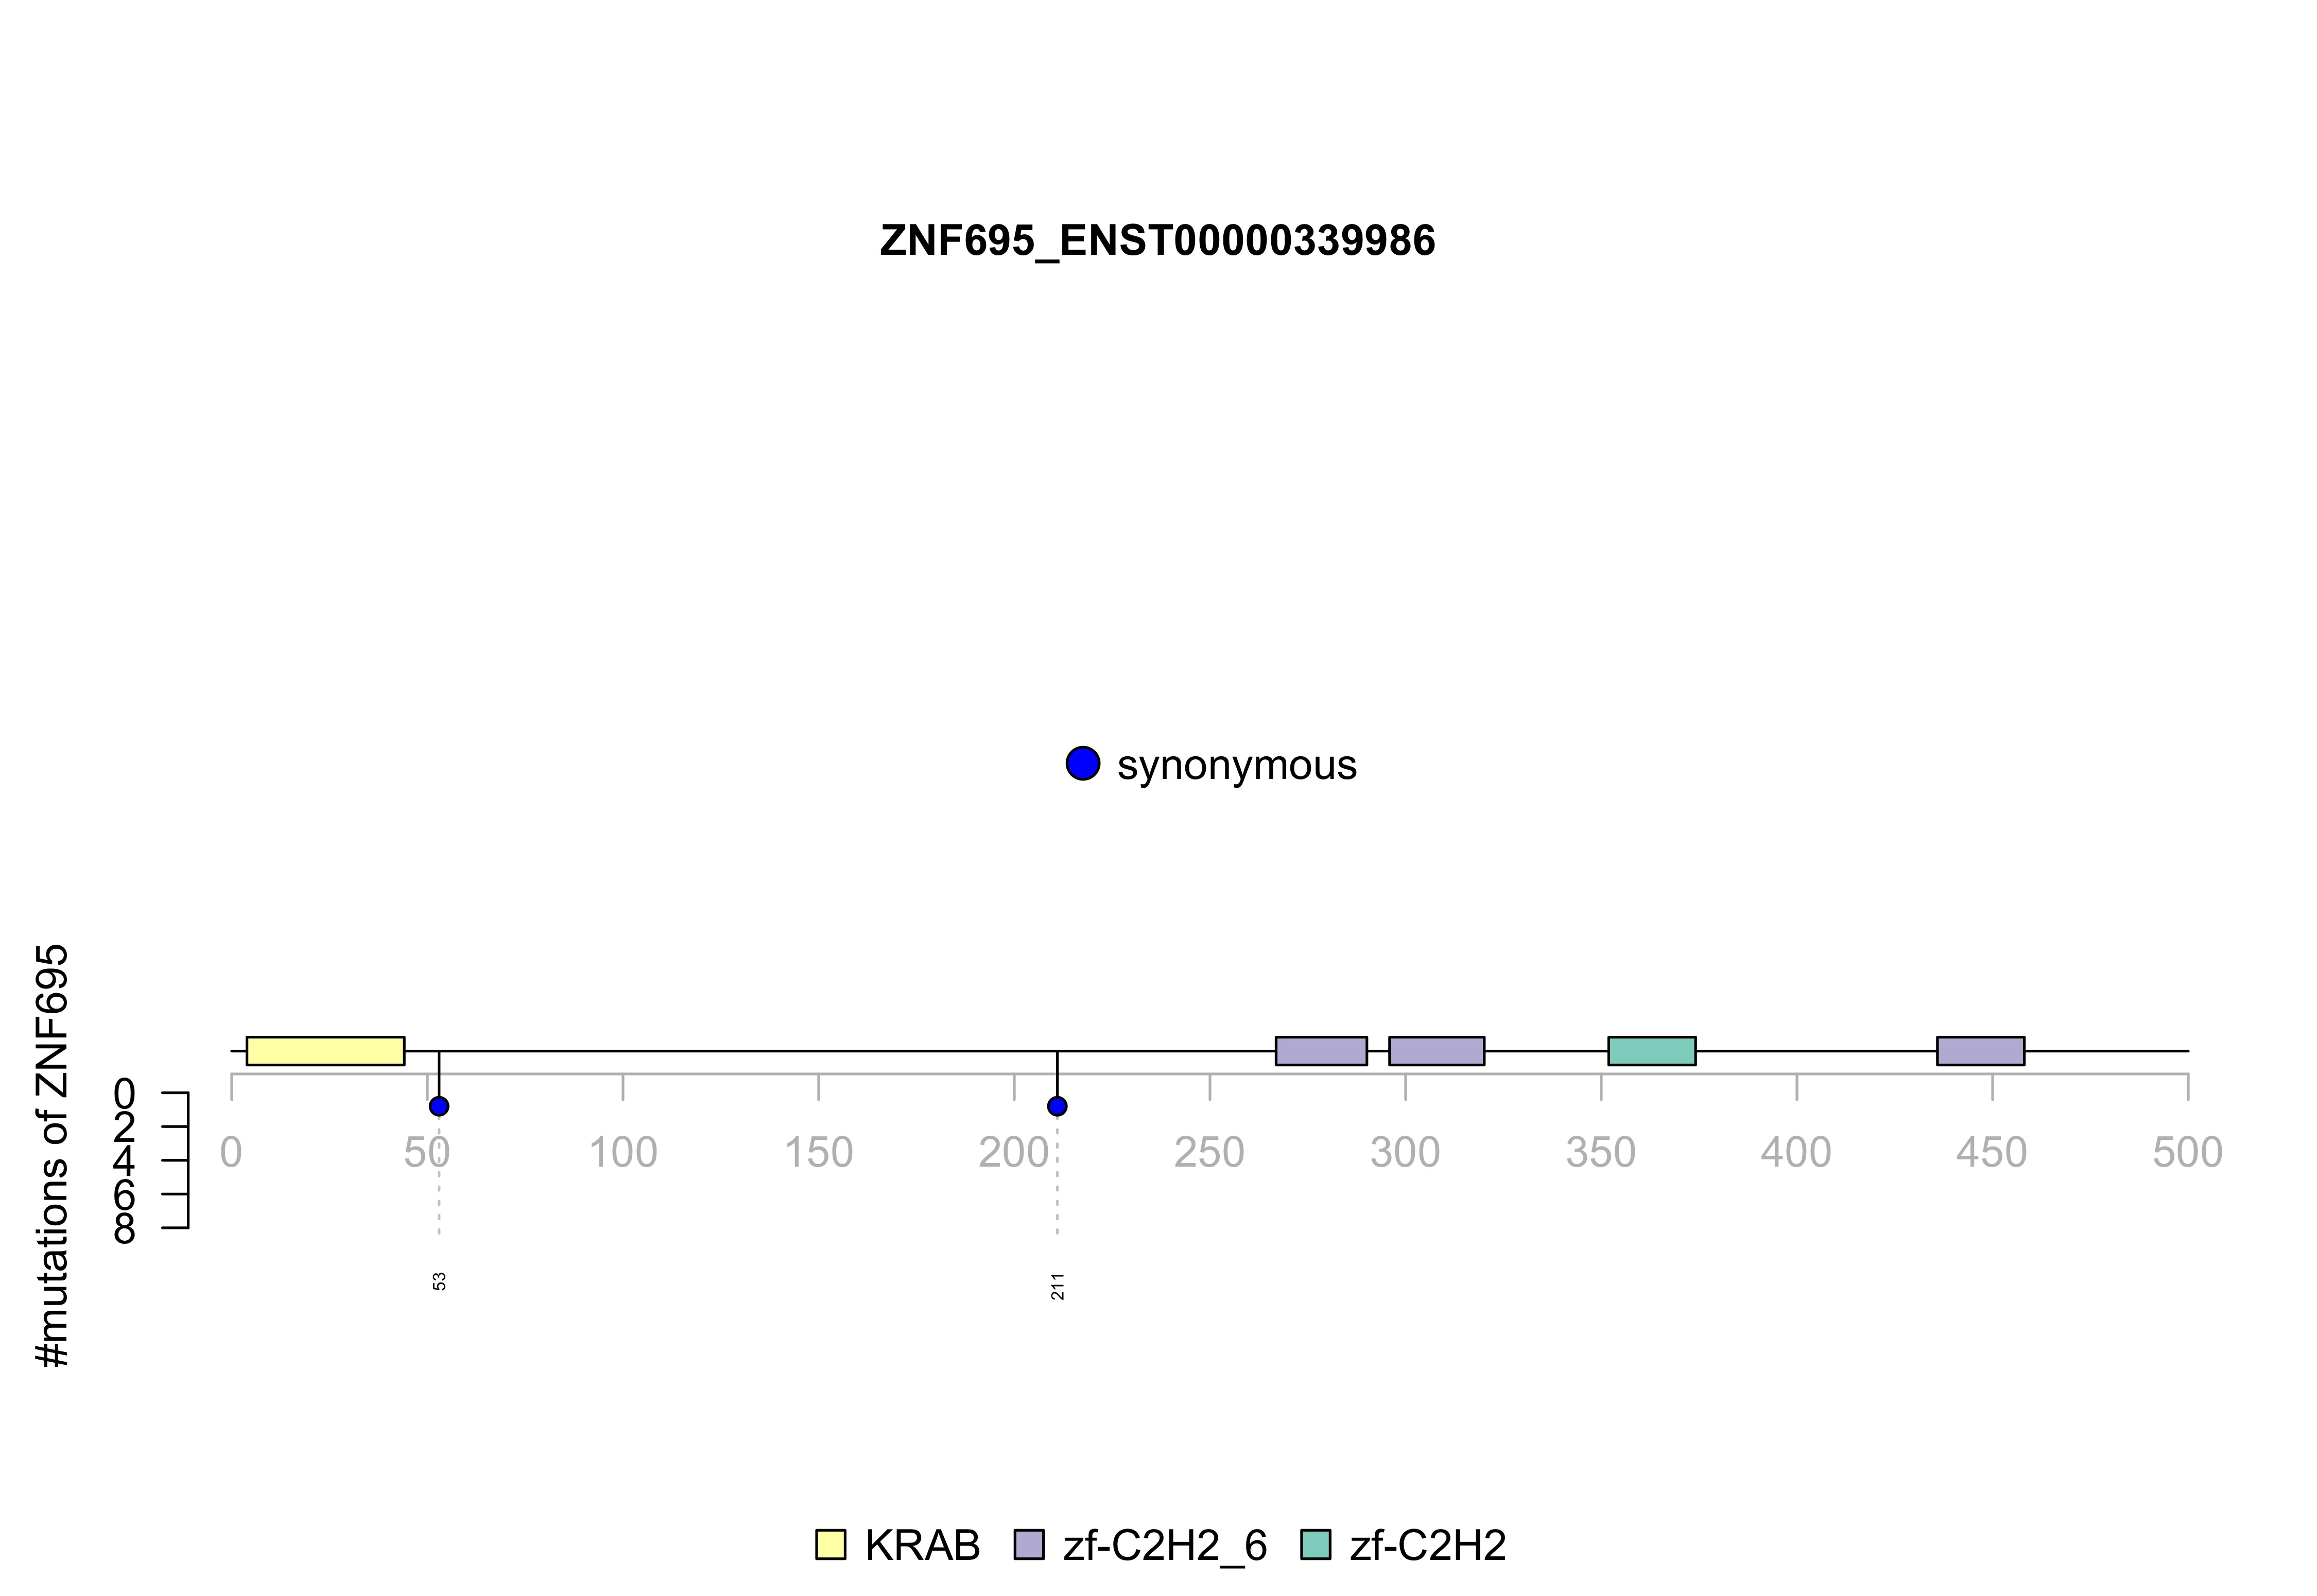 ZNF695_ENST00000339986
synonymous
#mutations of ZNF695
0
2
4
6
8
0 50 100 150 200 250 300 350 400 450 500
53 211
KRAB zf-C2H2_6 zf-C2H2